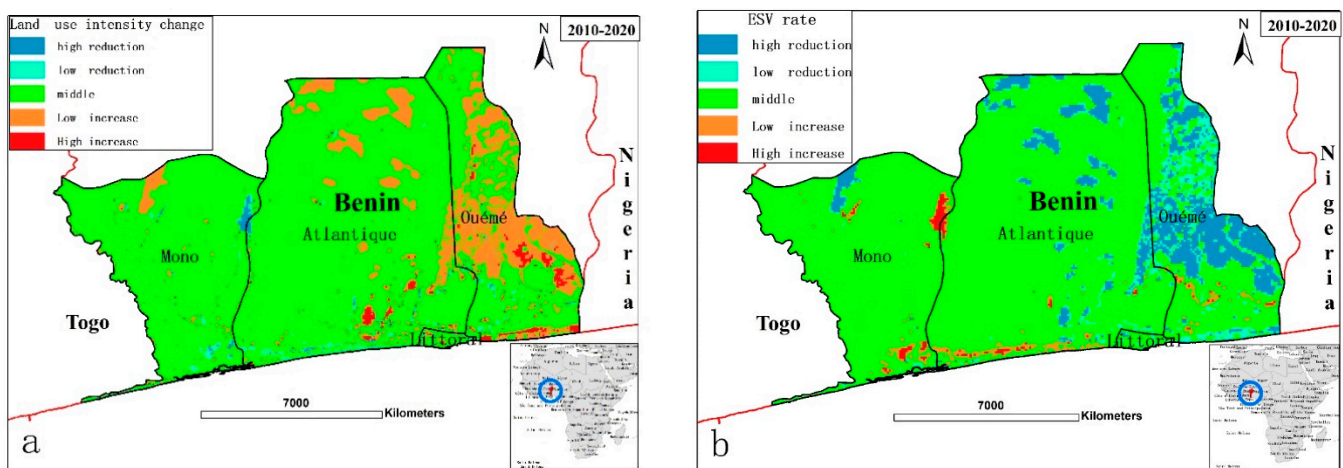 Land use intensity change
high reduction
low reduction
middle
Low increase
High increase
N
2010-2020
Benin
Atlantique
Ouémé
Mono
Togo
Nigeria
Littoral
7000
Kilometers
a
ESV rate
high reduction
low reduction
middle
Low increase
High increase
N
2010-2020
Benin
Atlantique
Ouémé
Mono
Togo
Nigeria
Littoral
7000
Kilometers
b